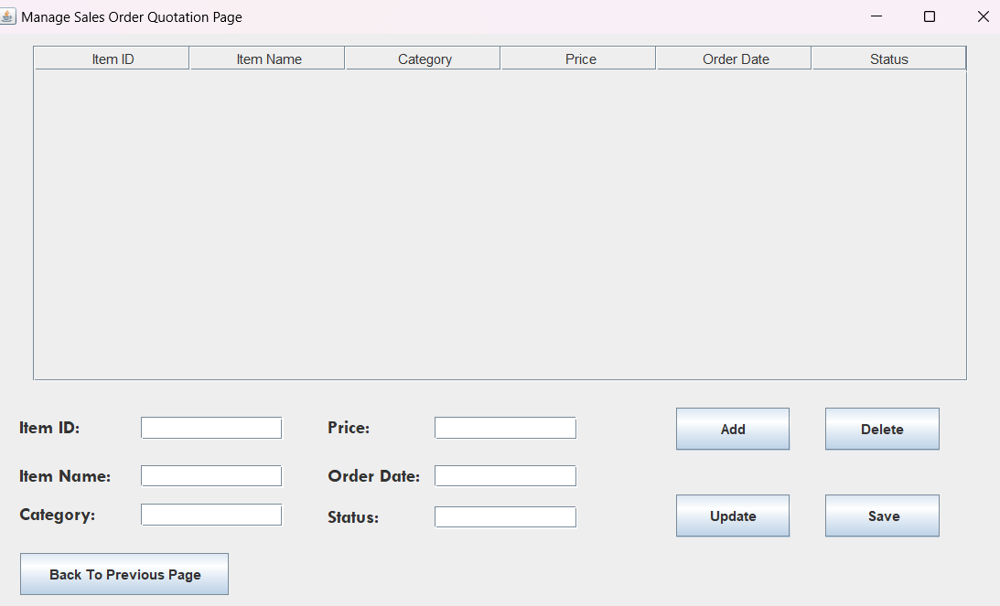 Manage Sales Order Quotation Page
Item ID Item Name Category Price Order Date Status
Item ID: Price: Add Delete
Item Name: Order Date:
Category: Status: Update Save
Back To Previous Page